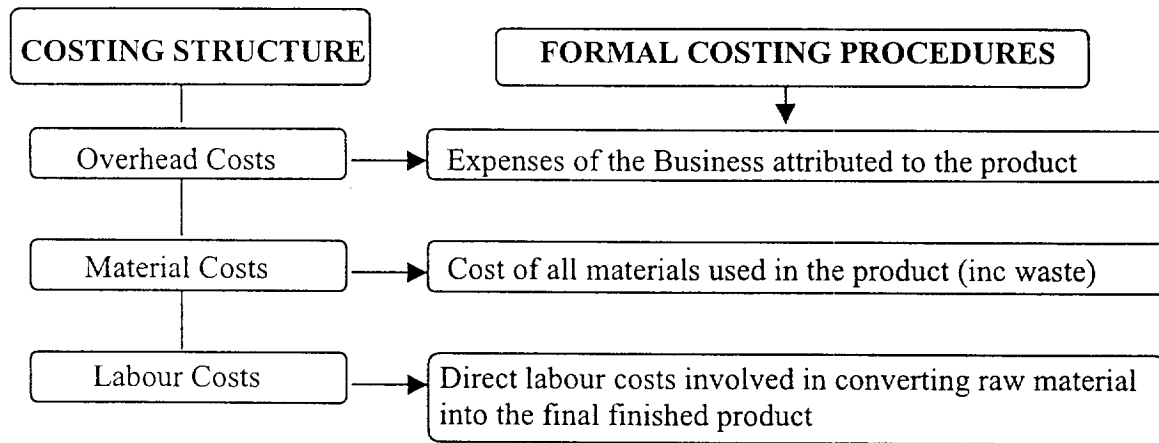 COSTING STRUCTURE
FORMAL COSTING PROCEDURES
Overhead Costs
Expenses of the Business attributed to the product
Material Costs
Cost of all materials used in the product (inc waste)
Labour Costs
Direct labour costs involved in converting raw material
into the final finished product